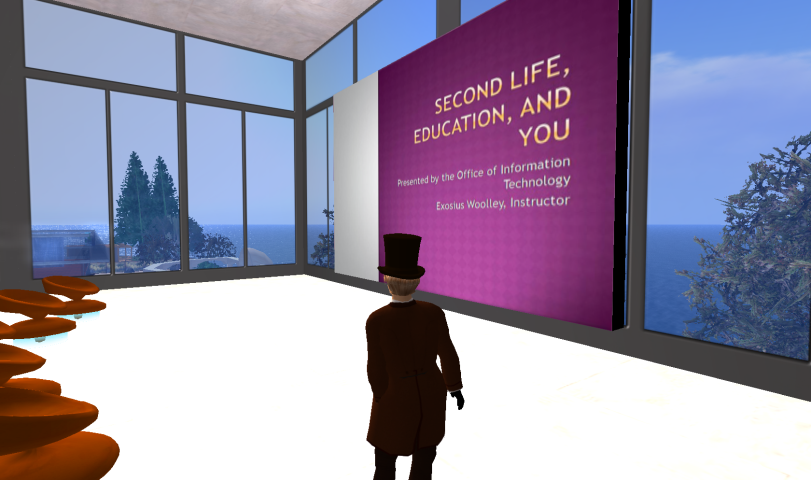 SECOND LIFE,
EDUCATION, AND
YOU
Presented by the Office of Information
Technology
Exosius Woolley, Instructor